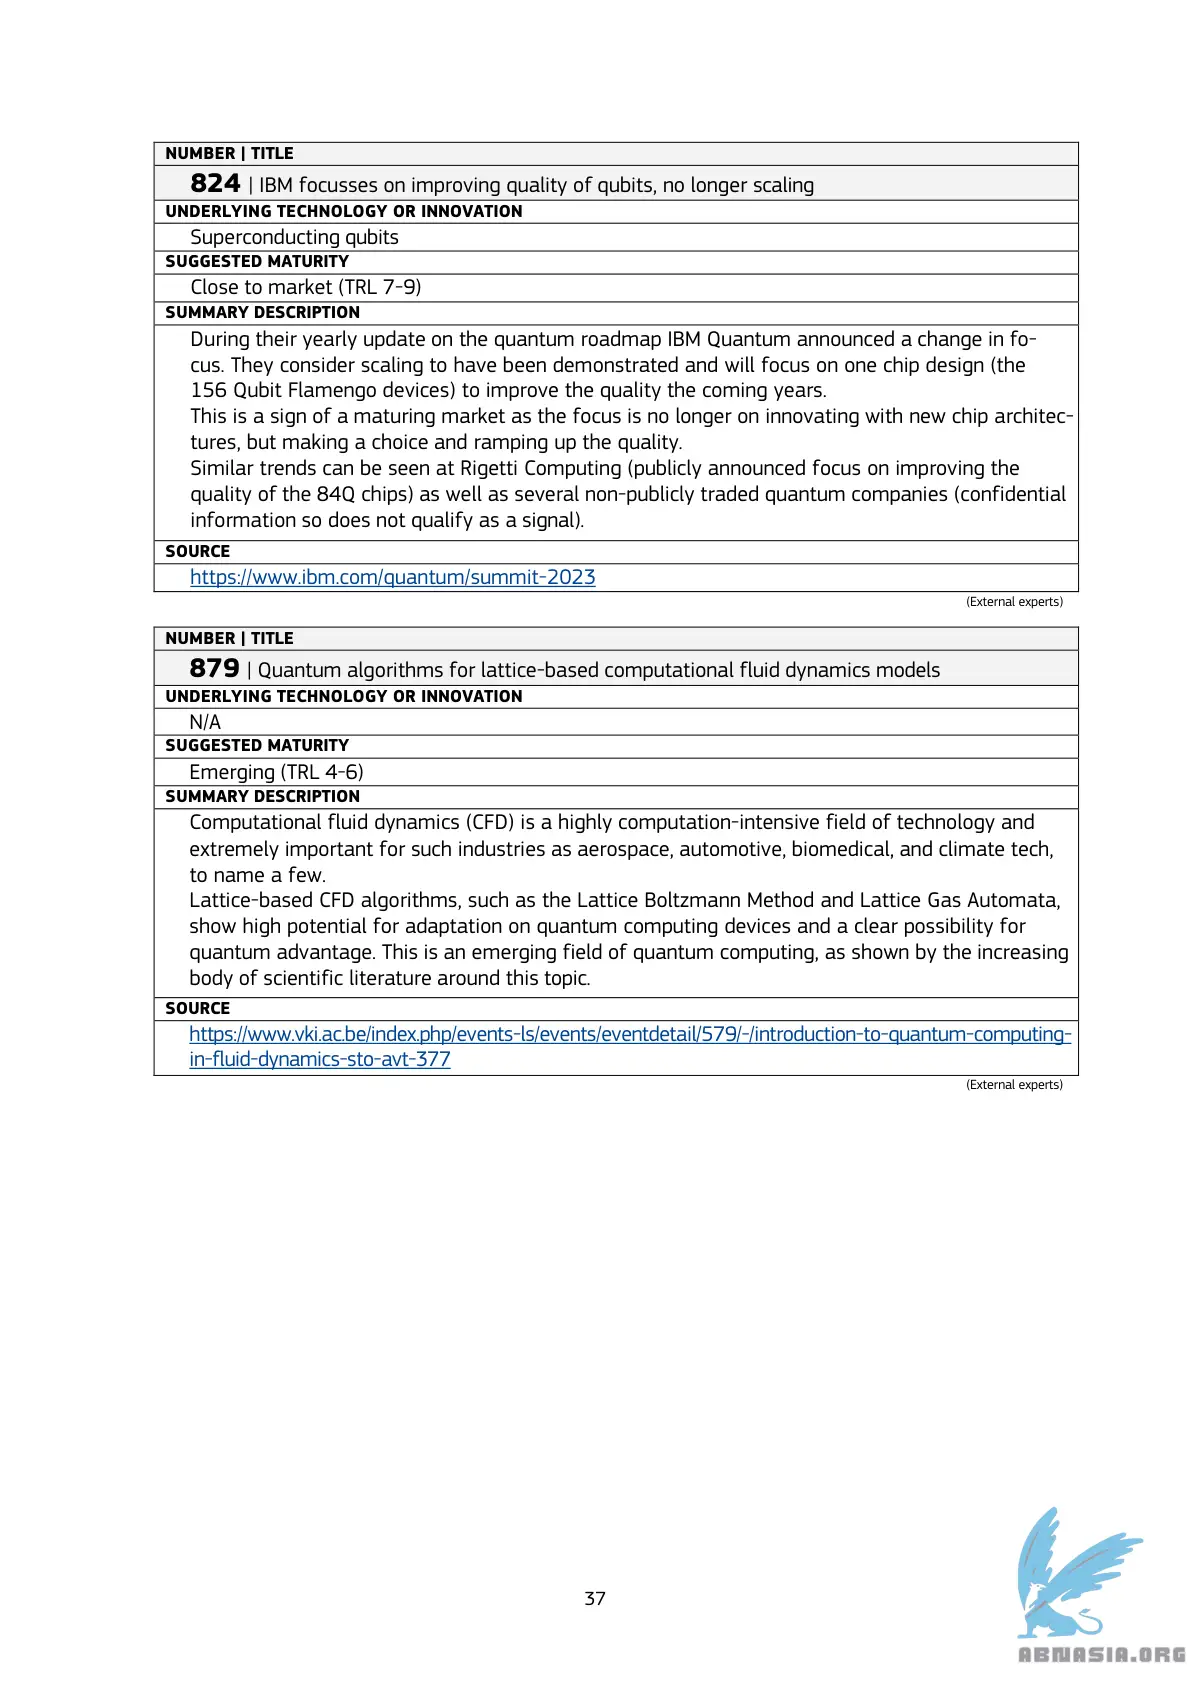 NUMBER | TITLE
824 | IBM focusses on improving quality of qubits, no longer scaling
UNDERLYING TECHNOLOGY OR INNOVATION
Superconducting qubits
SUGGESTED MATURITY
Close to market (TRL 7-9)
SUMMARY DESCRIPTION
During their yearly update on the quantum roadmap IBM Quantum announced a change in fo-
cus. They consider scaling to have been demonstrated and will focus on one chip design (the
156 Qubit Flamengo devices) to improve the quality the coming years.
This is a sign of a maturing market as the focus is no longer on innovating with new chip architec-
tures, but making a choice and ramping up the quality.
Similar trends can be seen at Rigetti Computing (publicly announced focus on improving the
quality of the 84Q chips) as well as several non-publicly traded quantum companies (confidential
information so does not qualify as a signal).
SOURCE
https://www.ibm.com/quantum/summit-2023
(External experts)
NUMBER | TITLE
879 | Quantum algorithms for lattice-based computational fluid dynamics models
UNDERLYING TECHNOLOGY OR INNOVATION
N/A
SUGGESTED MATURITY
Emerging (TRL 4-6)
SUMMARY DESCRIPTION
Computational fluid dynamics (CFD) is a highly computation-intensive field of technology and
extremely important for such industries as aerospace, automotive, biomedical, and climate tech,
to name a few.
Lattice-based CFD algorithms, such as the Lattice Boltzmann Method and Lattice Gas Automata,
show high potential for adaptation on quantum computing devices and a clear possibility for
quantum advantage. This is an emerging field of quantum computing, as shown by the increasing
body of scientific literature around this topic.
SOURCE
https://www.vki.ac.be/index.php/events-ls/events/eventdetail/579/-/introduction-to-quantum-computing-
in-fluid-dynamics-sto-avt-377
(External experts)
37
ABNASIA.ORG